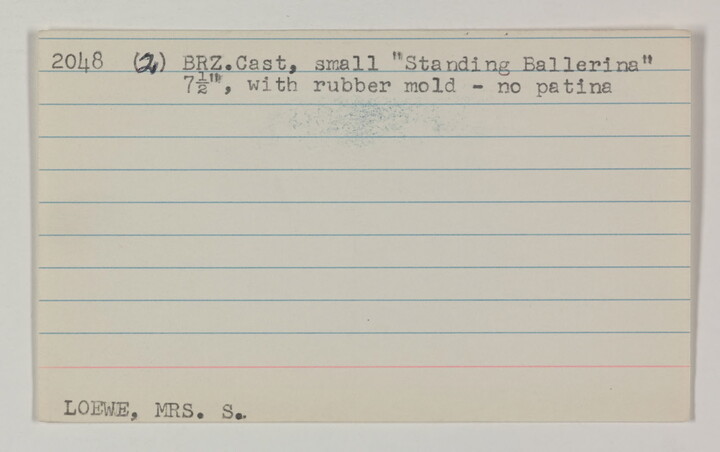 2048 (2) BRZ.Cast, small "Standing Ballerina"
7½", with rubber mold - no patina
LOEWE, MRS. S.